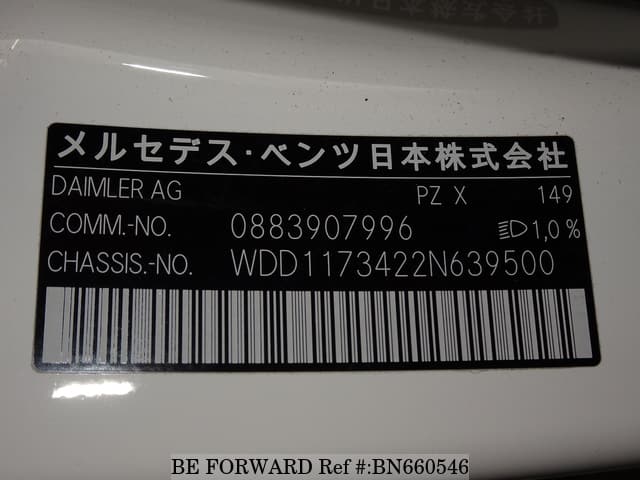 メルセデス・ベンツ日本株式会社
DAIMLER AG PZ X 149
COMM.-NO. 0883907996 1,0 %
CHASSIS.-NO. WDD1173422N639500
BE FORWARD Ref #:BN660546